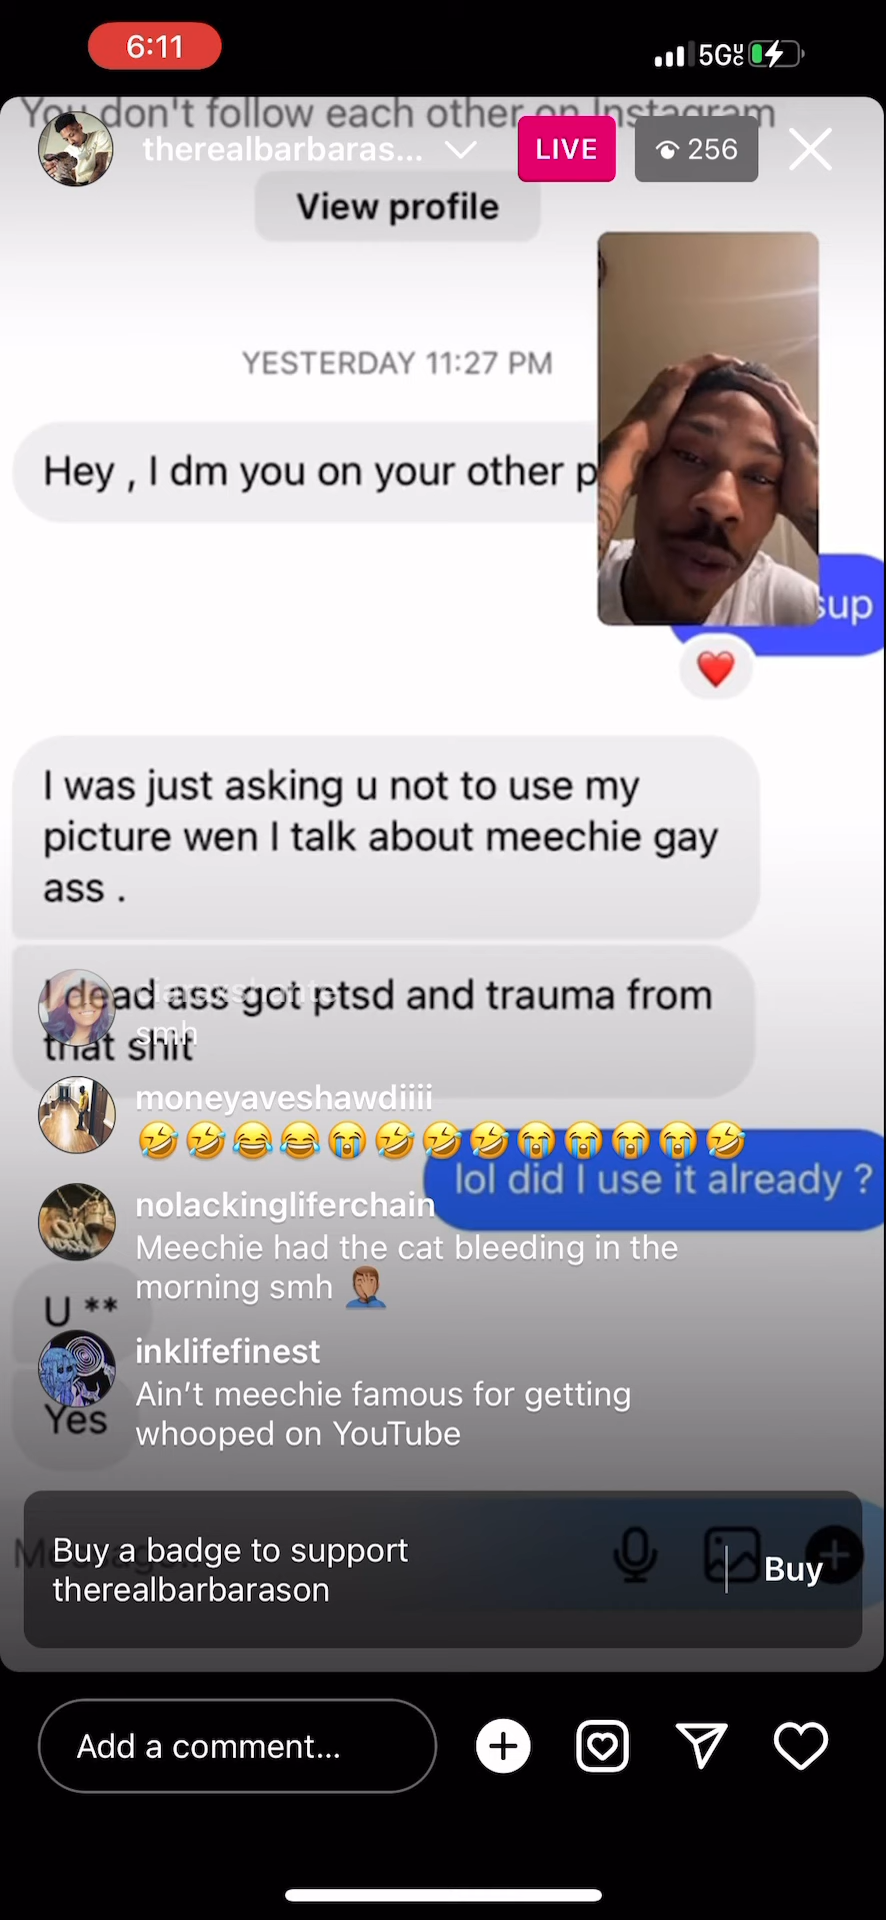 6:11
5G
You don't follow each other on Instagram
therealbarbaras...
LIVE
256
View profile
YESTERDAY 11:27 PM
Hey , I dm you on your other p
sup
I was just asking u not to use my
picture wen I talk about meechie gay
ass .
I dead ass got ptsd and trauma from
that shit
smh
moneyaveshawdiiii
🤣🤣😂😂😭🤣🤣🤣😭😭😭😭🤣
lol did I use it already ?
nolackingliferchain
Meechie had the cat bleeding in the
morning smh 🤦🏽‍♂️
U **
inklifefinest
Ain't meechie famous for getting
whooped on YouTube
Yes
Buy a badge to support
therealbarbarason
Buy
Add a comment...